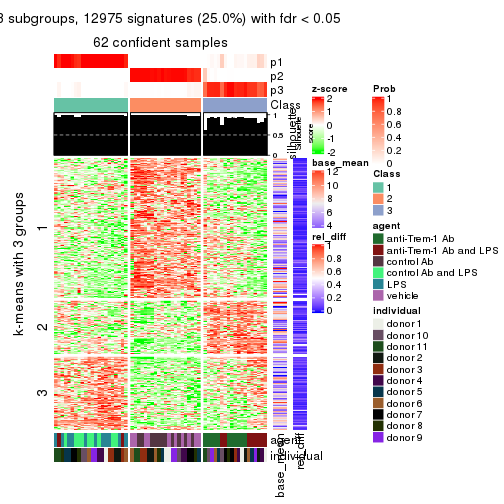 3 subgroups, 12975 signatures (25.0%) with fdr < 0.05
62 confident samples
p1
p2
p3
Class
1
0.5
0
silhouette
score
k-means with 3 groups
1
2
3
agent
individual
base_mean
rel_diff
z-score
2
1
0
-1
-2
base_mean
12
10
8
6
4
rel_diff
1
0.8
0.6
0.4
0.2
0
Prob
1
0.8
0.6
0.4
0.2
0
Class
1
2
3
agent
anti-Trem-1 Ab
anti-Trem-1 Ab and LPS
control Ab
control Ab and LPS
LPS
vehicle
individual
donor 1
donor 10
donor 11
donor 2
donor 3
donor 4
donor 5
donor 6
donor 7
donor 8
donor 9